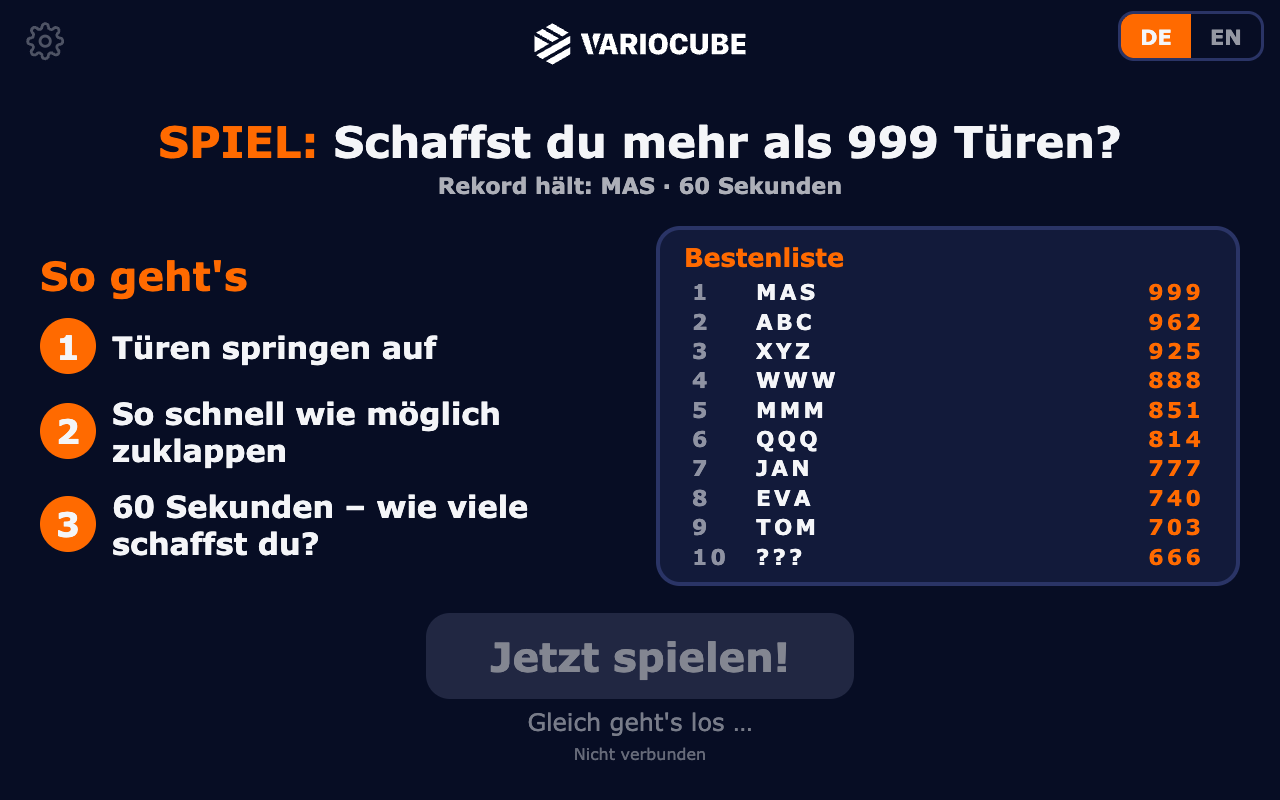 VARIOCUBE
DE EN
SPIEL: Schaffst du mehr als 999 Türen?
Rekord hält: MAS · 60 Sekunden
So geht's
1 Türen springen auf
2 So schnell wie möglich
zuklappen
3 60 Sekunden – wie viele
schaffst du?
Bestenliste
1 MAS 999
2 ABC 962
3 XYZ 925
4 WWW 888
5 MMM 851
6 QQQ 814
7 JAN 777
8 EVA 740
9 TOM 703
10 ??? 666
Jetzt spielen!
Gleich geht's los ...
Nicht verbunden